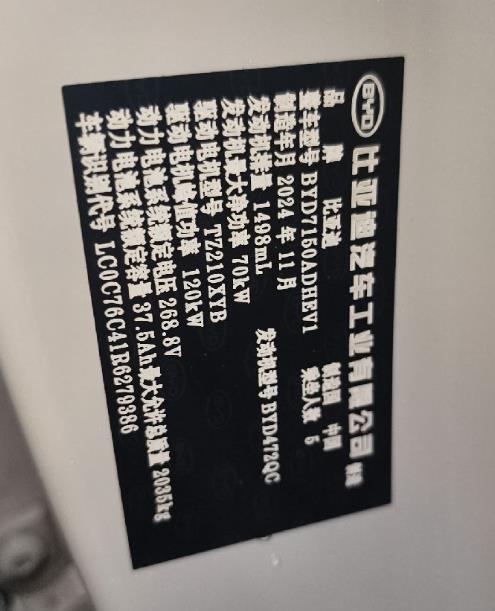 BYD 比亚迪汽车工业有限公司 制造
品 牌 比亚迪 制造国 中国
整车型号 BYD7150ADHEV1 乘坐人数 5
制造年月 2024 年 11月
发动机排量 1498mL 发动机型号 BYD472QC
发动机最大净功率 70kW
驱动电机型号 TZ210XYB
驱动电机峰值功率 120kW
动力电池系统额定电压 268.8V
动力电池系统额定容量 37.5Ah 最大允许总质量 2035kg
车辆识别代号 LC0C76C41R6279386